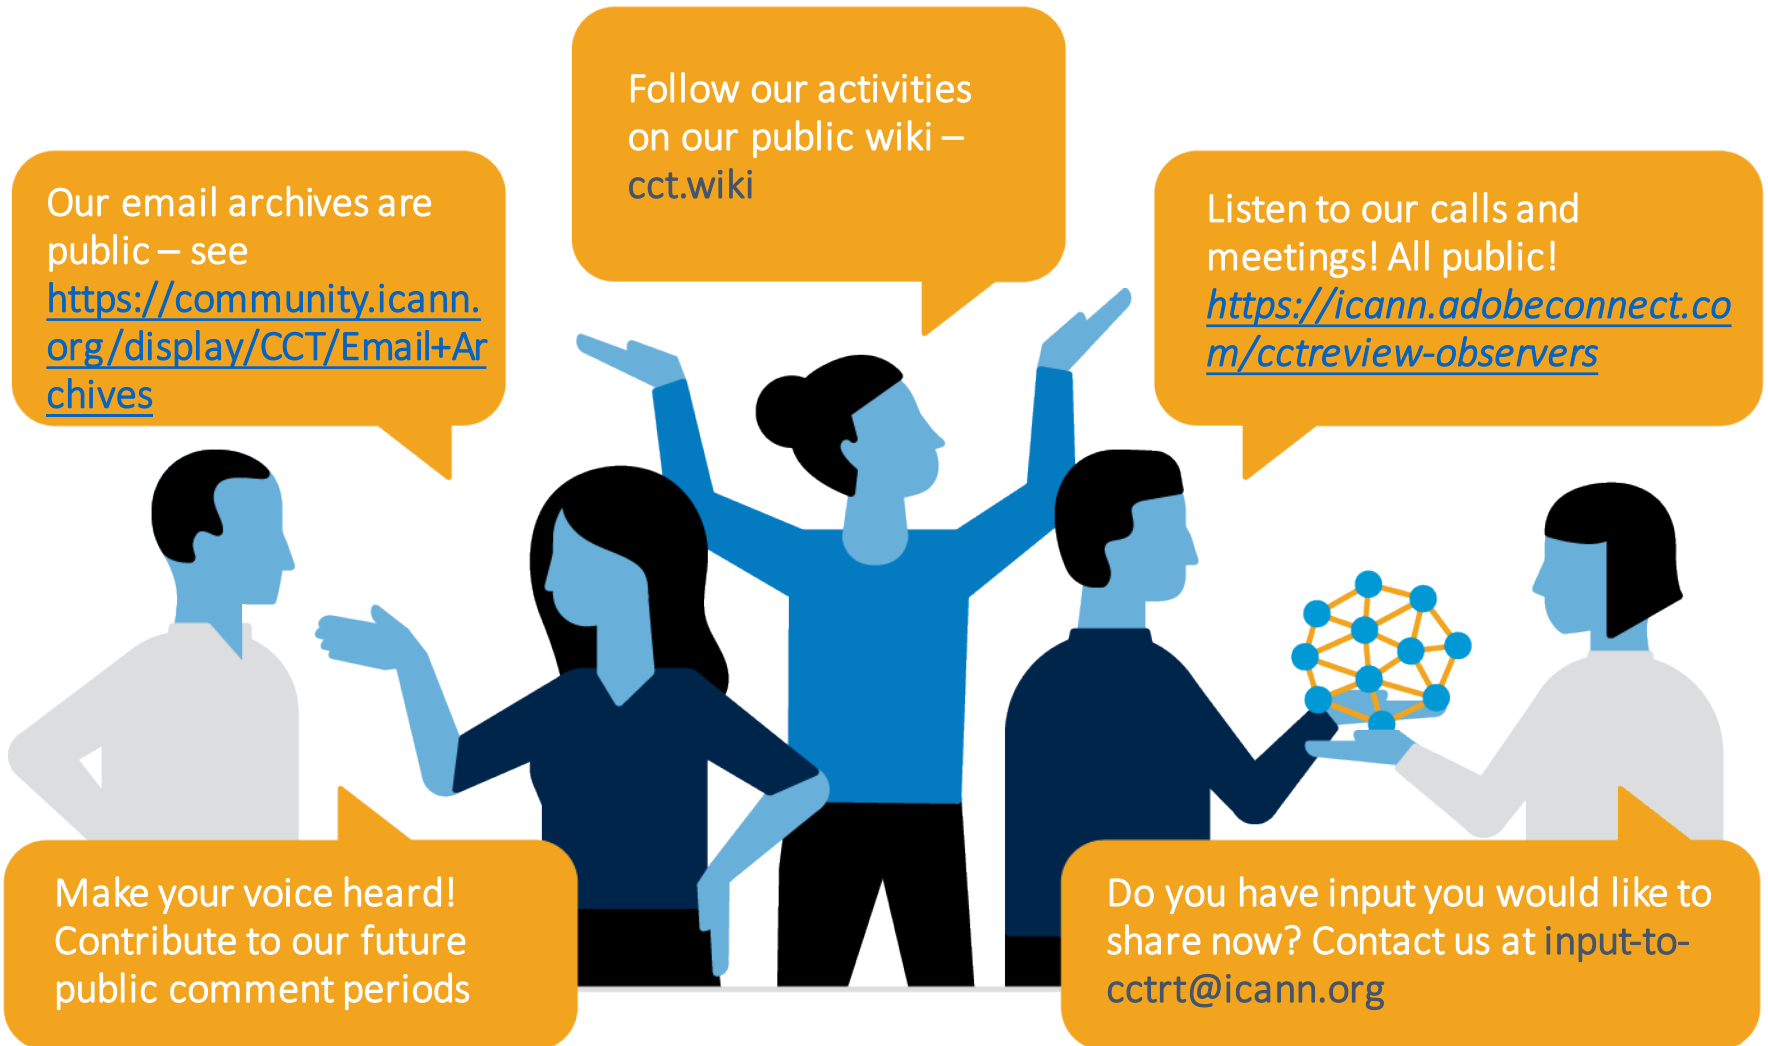 Follow our activities
on our public wiki –
cct.wiki
Our email archives are
public – see
https://community.icann.
org/display/CCT/Email+Ar
chives
Listen to our calls and
meetings! All public!
https://icann.adobeconnect.co
m/cctreview-observers
Make your voice heard!
Contribute to our future
public comment periods
Do you have input you would like to
share now? Contact us at input-to-
cctrt@icann.org